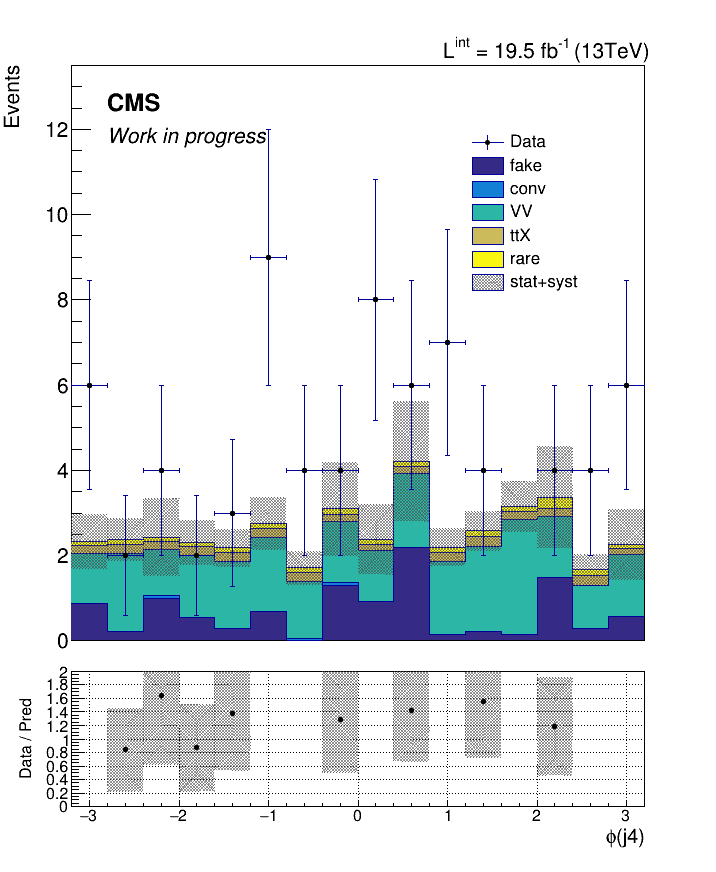 L^int = 19.5 fb^-1 (13TeV)
Events
CMS
Work in progress
Data
fake
conv
VV
ttX
rare
stat+syst
12
10
8
6
4
2
0
Data / Pred
2
1.6
1.4
1.2
1
0.8
0.6
0.4
0.2
0
−3 −2 −1 0 1 2 3
ϕ(j4)